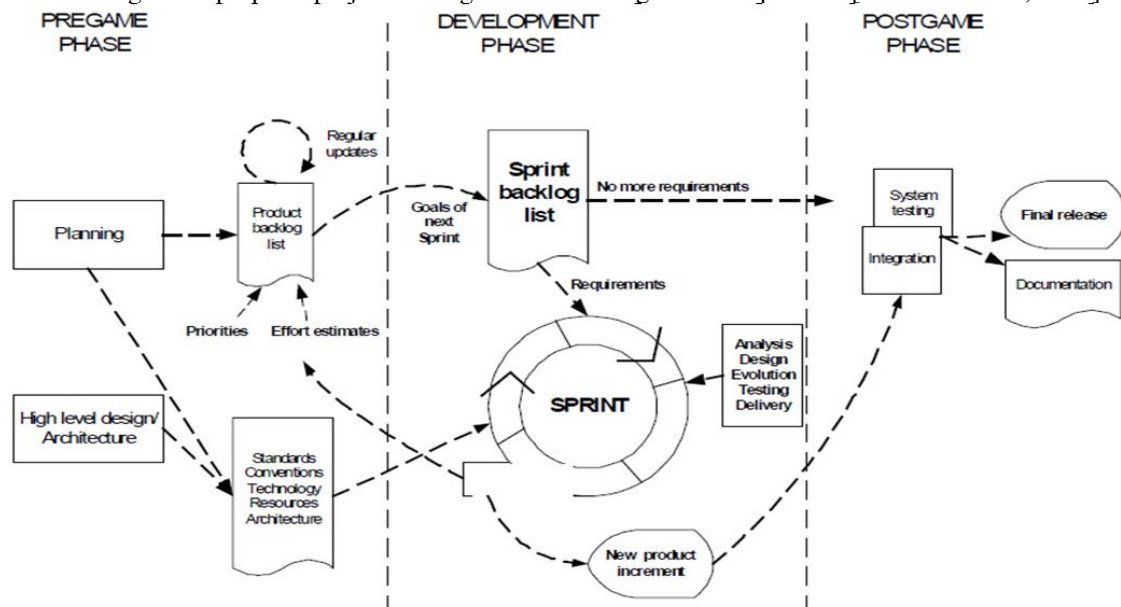 PREGAME
PHASE
DEVELOPMENT
PHASE
POSTGAME
PHASE
Regular
updates
Planning
Product
backlog
list
Goals of
next
Sprint
Sprint
backlog
list
No more requirements
System
testing
Integration
Final release
Documentation
Priorities
Effort estimates
Requirements
High level design/
Architecture
Standards
Conventions
Technology
Resources
Architecture
SPRINT
Analysis
Design
Evolution
Testing
Delivery
New product
increment